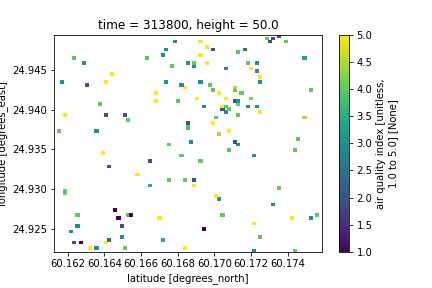 time = 313800, height = 50.0
24.945
24.940
24.935
24.930
24.925
longitude [degrees_east]
60.162 60.164 60.166 60.168 60.170 60.172 60.174
latitude [degrees_north]
5.0
4.5
4.0
3.5
3.0
2.5
2.0
1.5
1.0
air quality index [unitless,
1.0 to 5.0] [None]